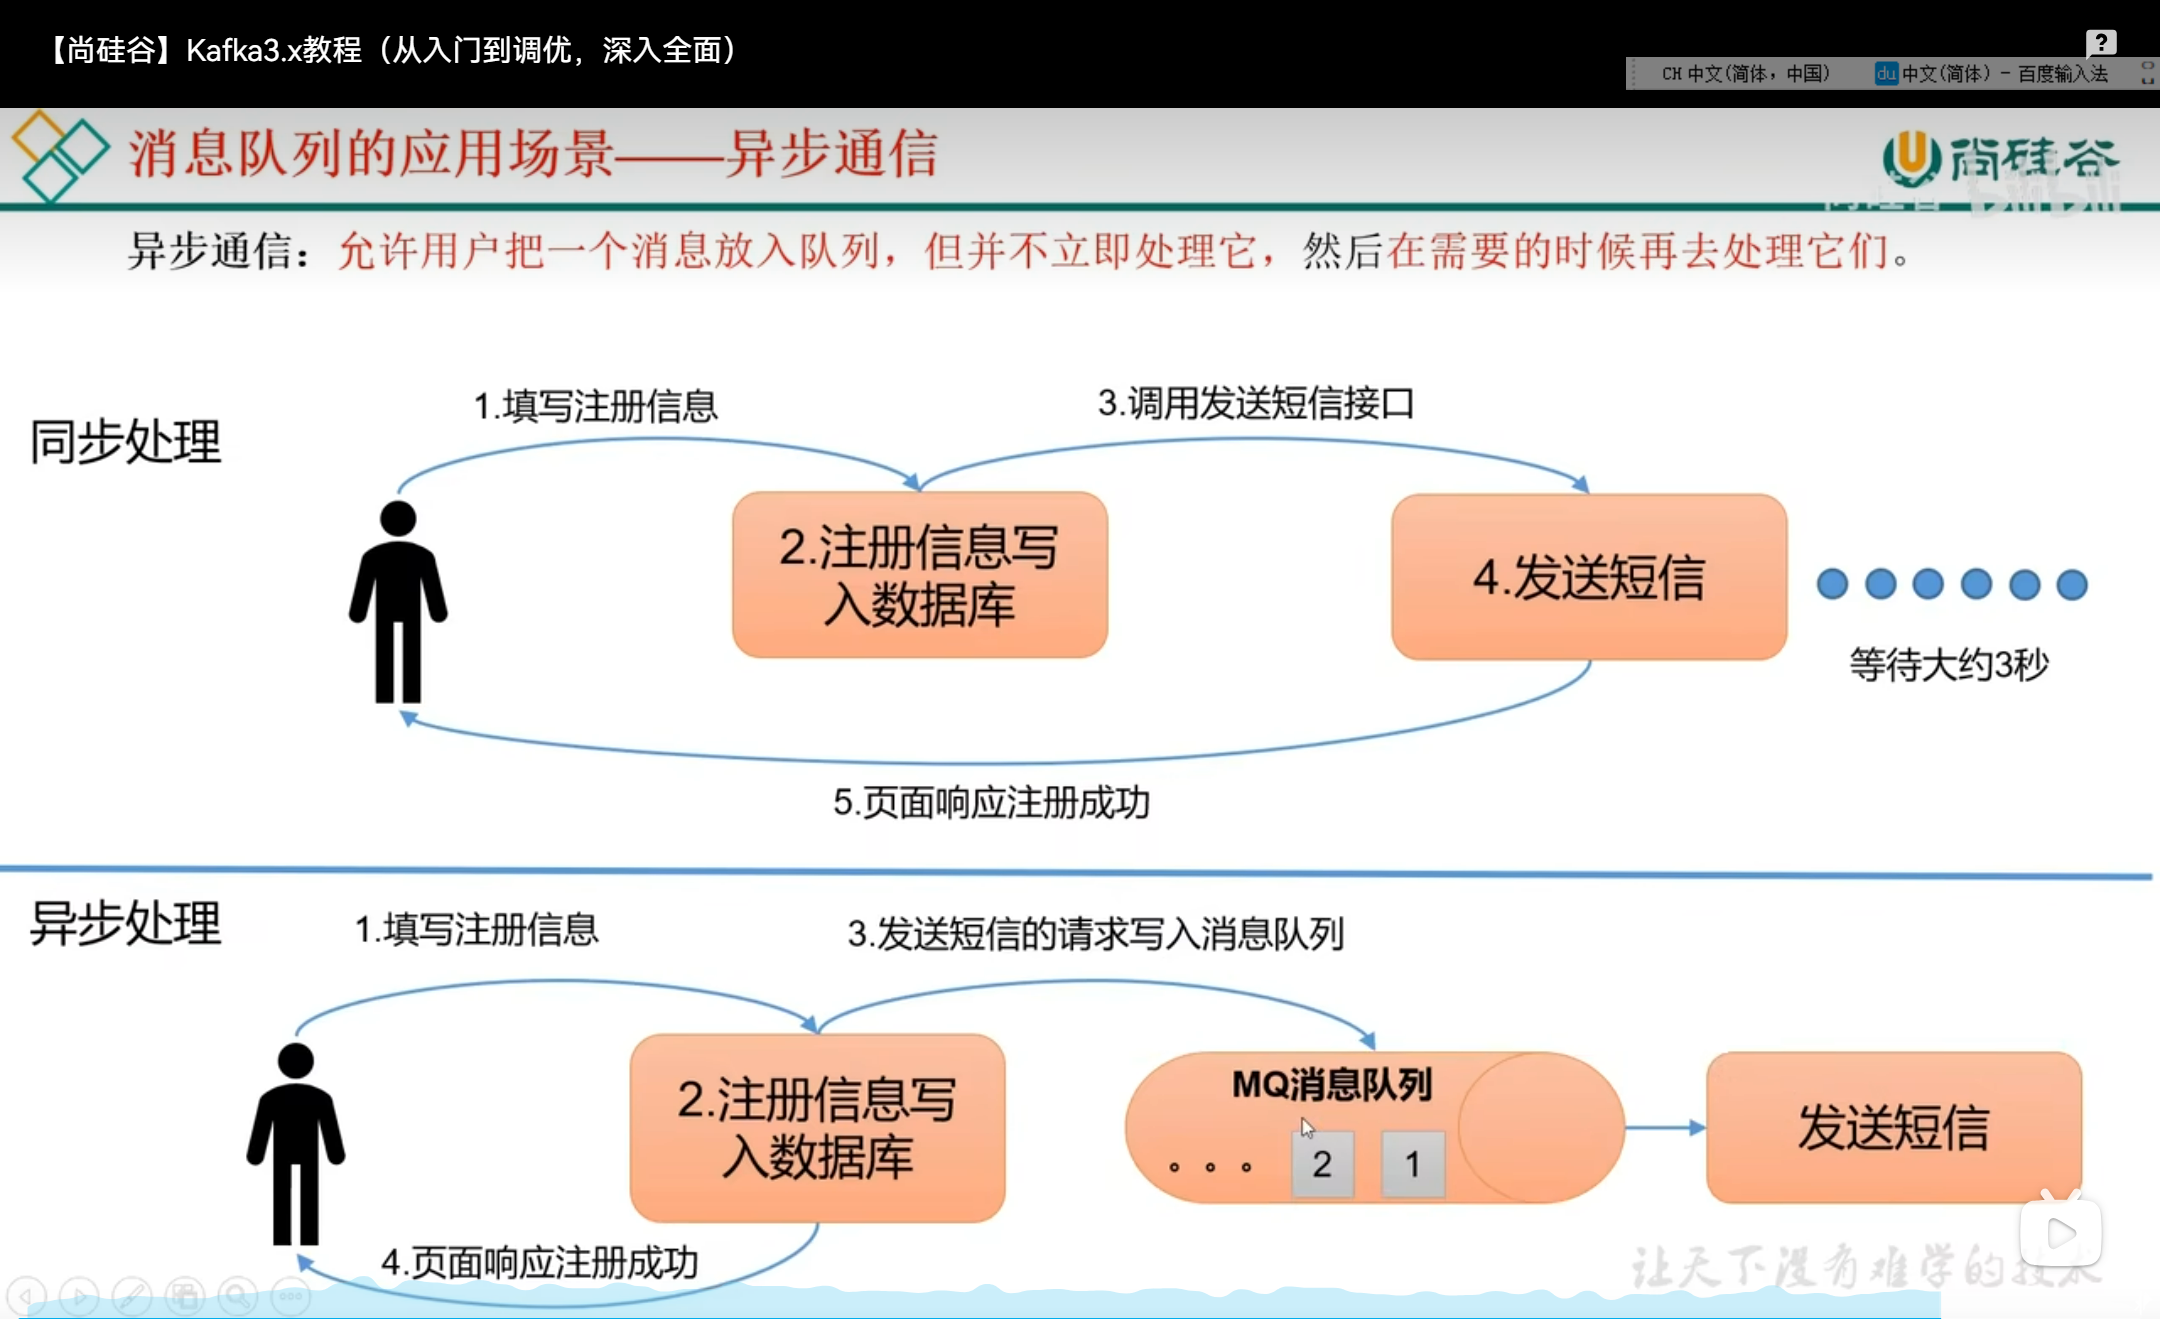 【尚硅谷】Kafka3.x教程（从入门到调优，深入全面）
?
CH 中文(简体，中国)
du 中文(简体) - 百度输入法
消息队列的应用场景——异步通信
尚硅谷
尚硅谷 bilibili
异步通信：允许用户把一个消息放入队列，但并不立即处理它，然后在需要的时候再去处理它们。
同步处理
1.填写注册信息
3.调用发送短信接口
2.注册信息写
入数据库
4.发送短信
等待大约3秒
5.页面响应注册成功
异步处理
1.填写注册信息
3.发送短信的请求写入消息队列
2.注册信息写
入数据库
MQ消息队列
。。。 2 1
发送短信
4.页面响应注册成功
让天下没有难学的技术